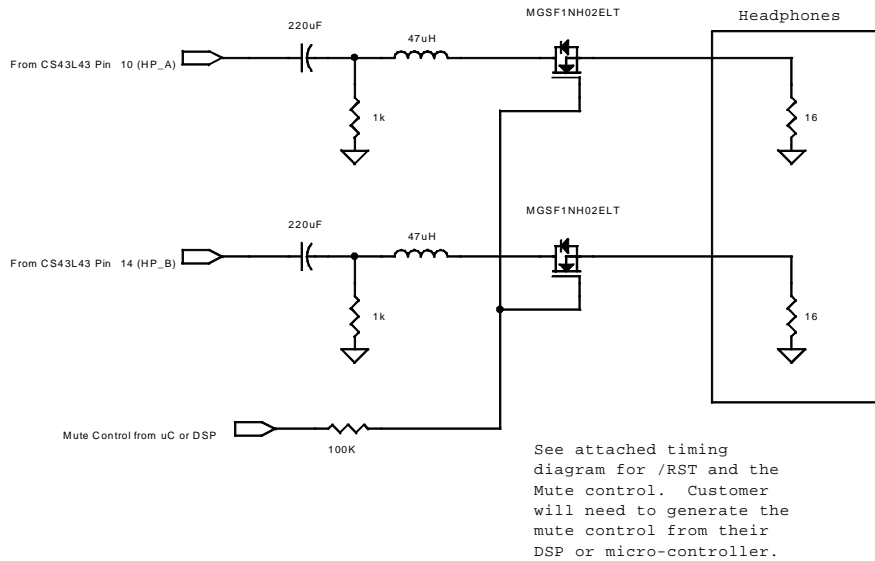 MGSF1NH02ELT
Headphones
220uF
47uH
From CS43L43 Pin 10 (HP_A)
1k
16
MGSF1NH02ELT
220uF
47uH
From CS43L43 Pin 14 (HP_B)
1k
16
Mute Control from uC or DSP
100K
See attached timing
diagram for /RST and the
Mute control. Customer
will need to generate the
mute control from their
DSP or micro-controller.